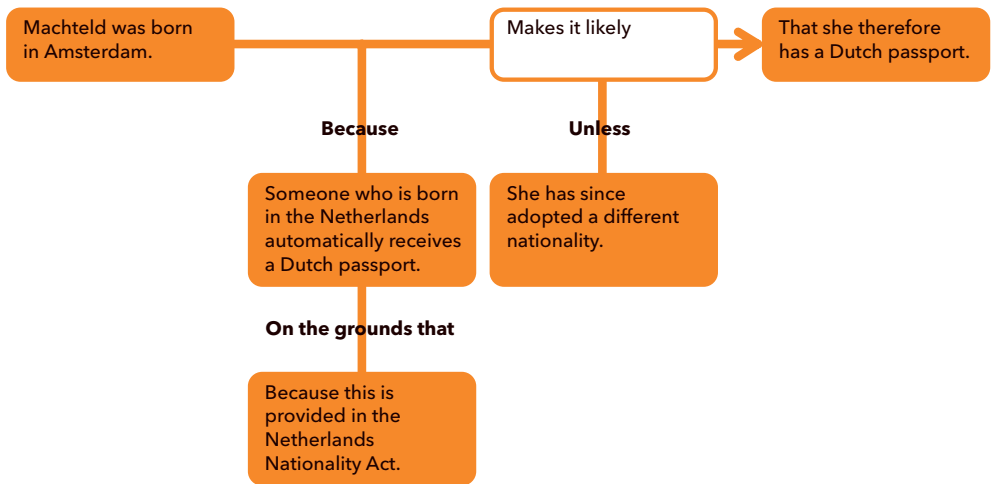 Machteld was born
in Amsterdam.
Makes it likely
That she therefore
has a Dutch passport.
Because
Unless
Someone who is born
in the Netherlands
automatically receives
a Dutch passport.
She has since
adopted a different
nationality.
On the grounds that
Because this is
provided in the
Netherlands
Nationality Act.